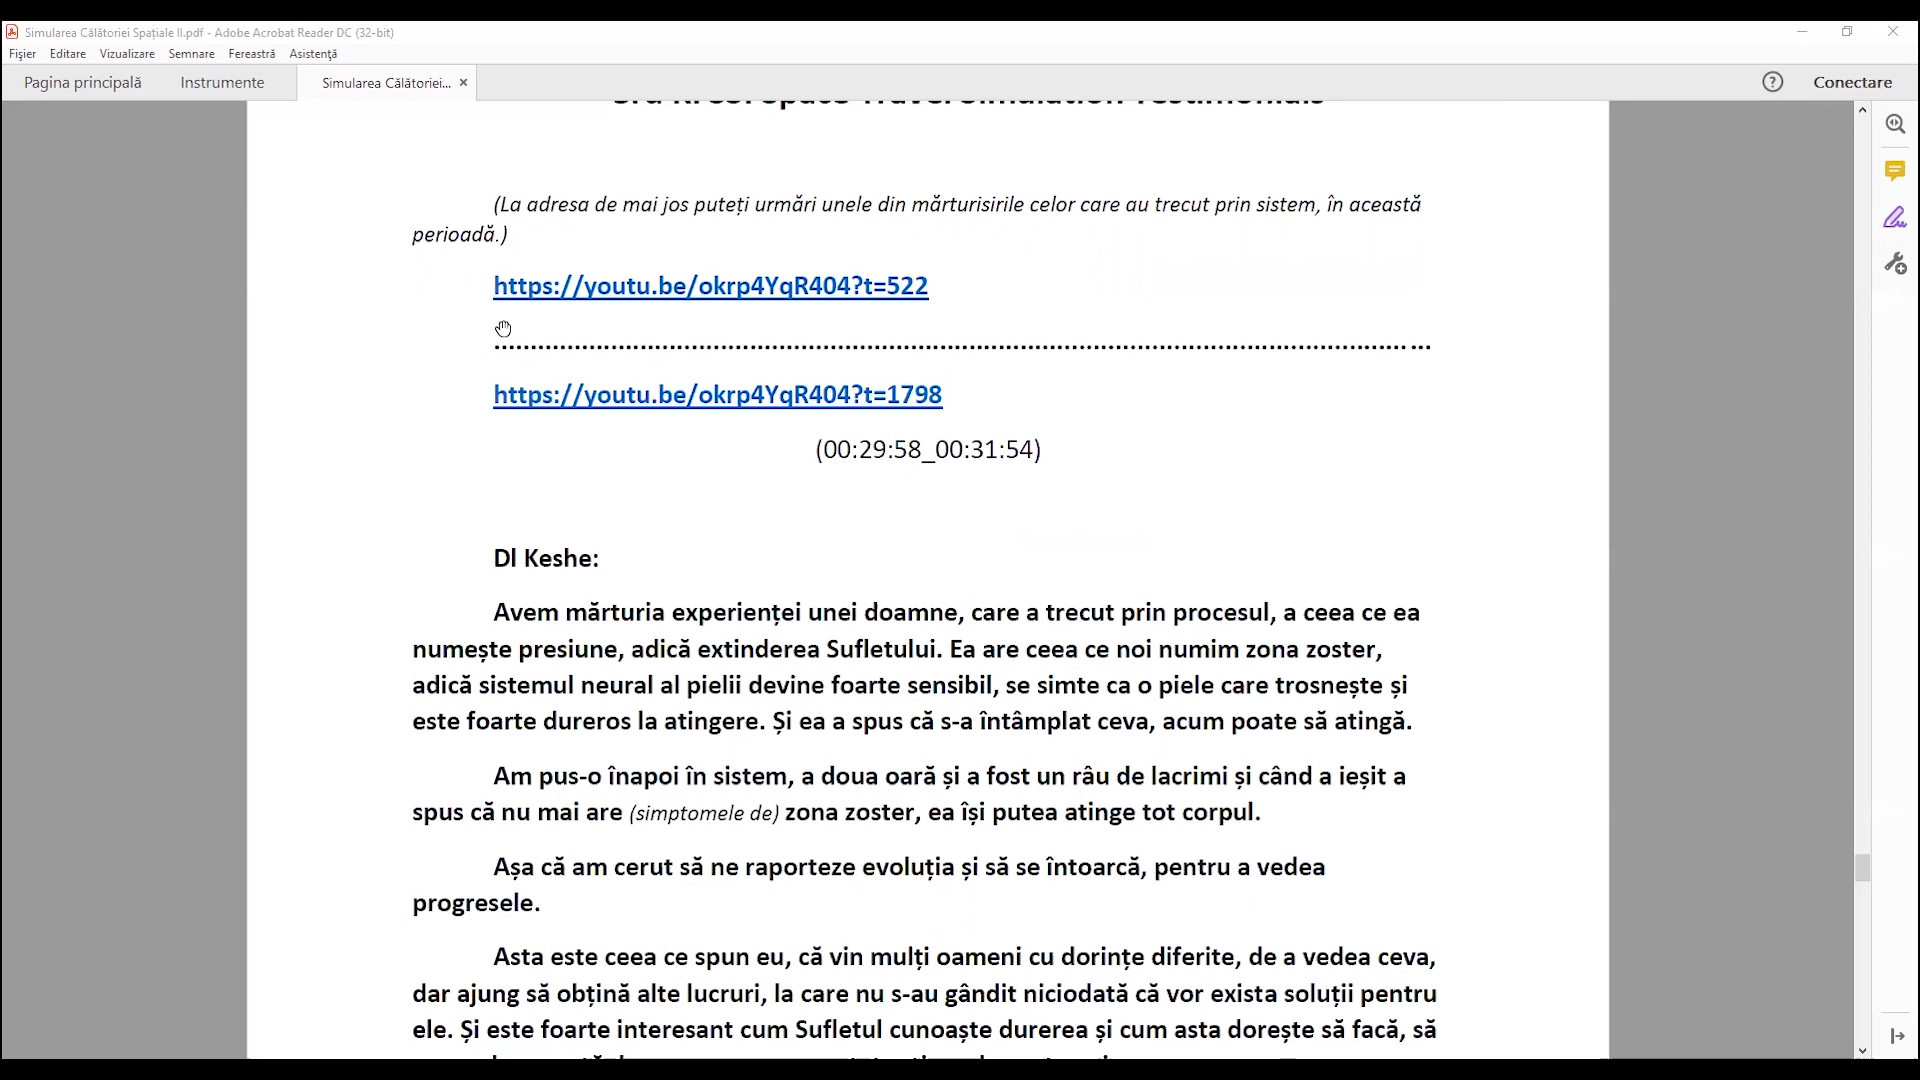 Simularea Călătoriei Spațiale II.pdf - Adobe Acrobat Reader DC (32-bit)
Fișier Editare Vizualizare Semnare Fereastră Asistență
Pagina principală Instrumente Simularea Călătoriei... × ? Conectare
Space Travel Simulation Testimonials
(La adresa de mai jos puteți urmări unele din mărturisirile celor care au trecut prin sistem, în această
perioadă.)
https://youtu.be/okrp4YqR404?t=522
https://youtu.be/okrp4YqR404?t=1798
(00:29:58_00:31:54)
Dl Keshe:
Avem mărturia experienței unei doamne, care a trecut prin procesul, a ceea ce ea
numește presiune, adică extinderea Sufletului. Ea are ceea ce noi numim zona zoster,
adică sistemul neural al pielii devine foarte sensibil, se simte ca o piele care trosnește și
este foarte dureros la atingere. Și ea a spus că s-a întâmplat ceva, acum poate să atingă.
Am pus-o înapoi în sistem, a doua oară și a fost un râu de lacrimi și când a ieșit a
spus că nu mai are (simptomele de) zona zoster, ea își putea atinge tot corpul.
Așa că am cerut să ne raporteze evoluția și să se întoarcă, pentru a vedea
progresele.
Asta este ceea ce spun eu, că vin mulți oameni cu dorințe diferite, de a vedea ceva,
dar ajung să obțină alte lucruri, la care nu s-au gândit niciodată că vor exista soluții pentru
ele. Și este foarte interesant cum Sufletul cunoaște durerea și cum asta dorește să facă, să